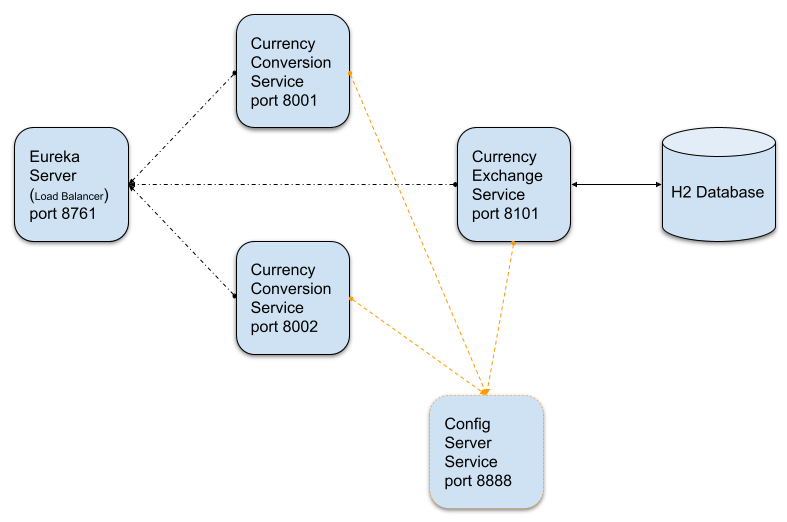 Currency
Conversion
Service
port 8001
Eureka
Server
(Load Balancer)
port 8761
Currency
Exchange
Service
port 8101
H2 Database
Currency
Conversion
Service
port 8002
Config
Server
Service
port 8888